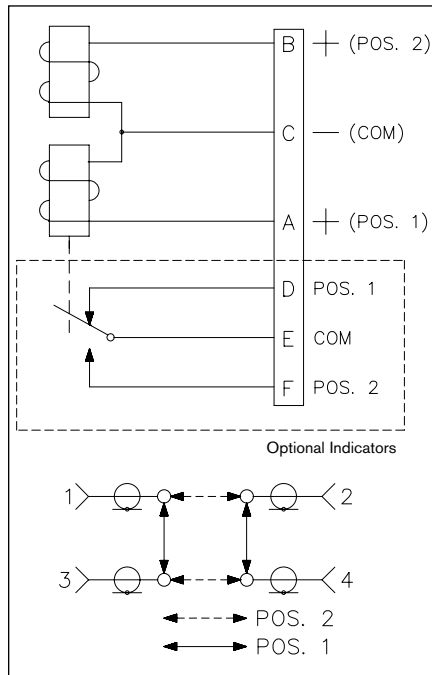 B + (POS. 2)
C — (COM)
A + (POS. 1)
D POS. 1
E COM
F POS. 2
Optional Indicators
1 2
3 4
POS. 2
POS. 1